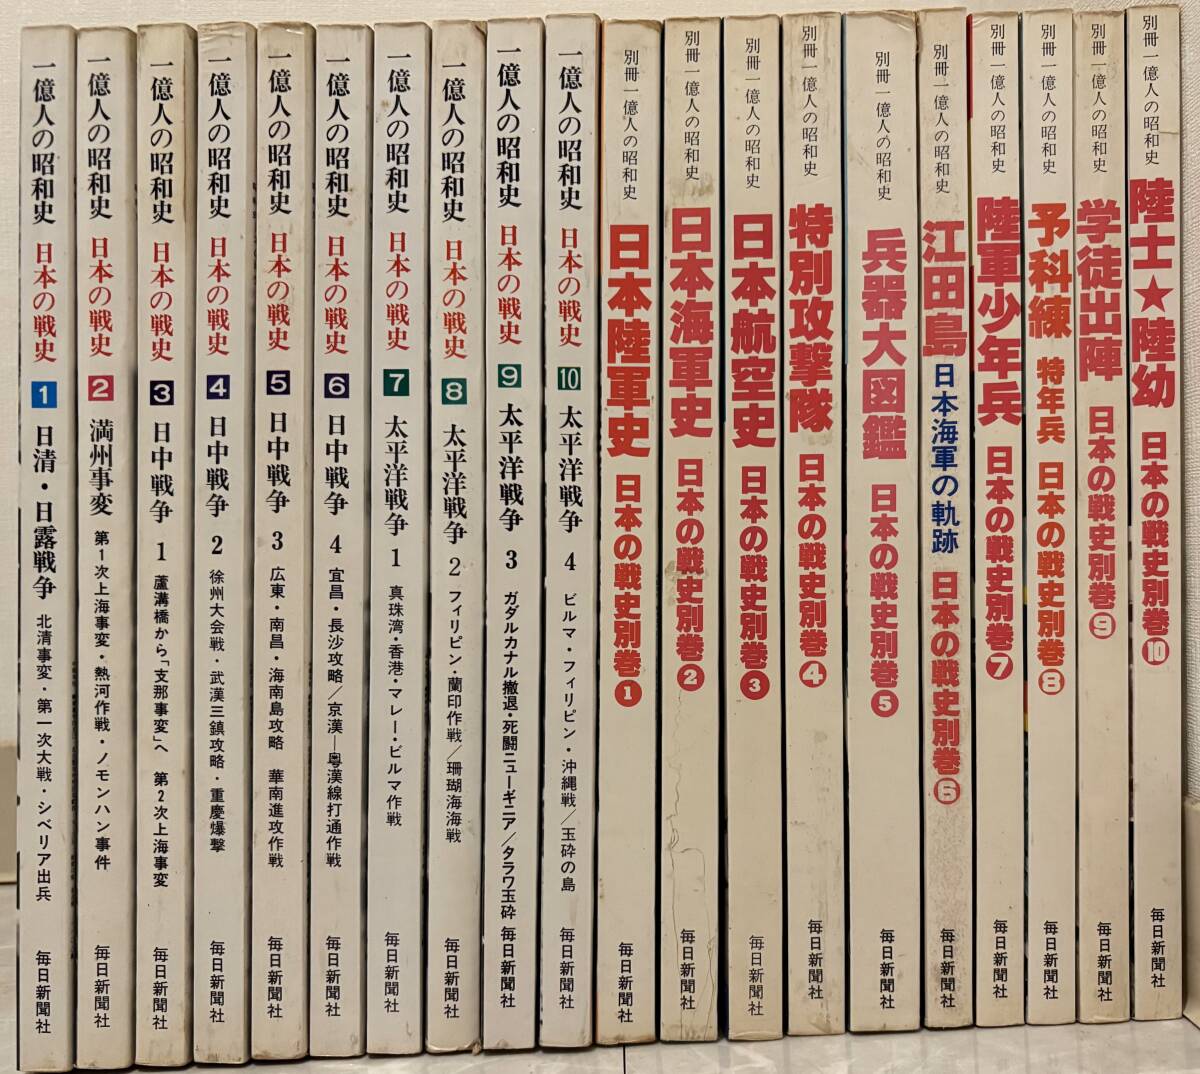 一億人の昭和史 日本の戦史 1 日清・日露戦争 北清事変・第一次大戦・シベリア出兵 毎日新聞社
一億人の昭和史 日本の戦史 2 満州事変 第1次上海事変・熱河作戦・ノモンハン事件 毎日新聞社
一億人の昭和史 日本の戦史 3 日中戦争 1 蘆溝橋から「支那事変」へ 第2次上海事変 毎日新聞社
一億人の昭和史 日本の戦史 4 日中戦争 2 徐州大会戦・武漢三鎮攻略・重慶爆撃 毎日新聞社
一億人の昭和史 日本の戦史 5 日中戦争 3 広東・南昌・海南島攻略 華南進攻作戦 毎日新聞社
一億人の昭和史 日本の戦史 6 日中戦争 4 宜昌・長沙攻略/京漢―粤漢線打通作戦 毎日新聞社
一億人の昭和史 日本の戦史 7 太平洋戦争 1 真珠湾・香港・マレー・ビルマ作戦 毎日新聞社
一億人の昭和史 日本の戦史 8 太平洋戦争 2 フィリピン・蘭印作戦/珊瑚海海戦 毎日新聞社
一億人の昭和史 日本の戦史 9 太平洋戦争 3 ガダルカナル撤退・死闘ニューギニア/タラワ玉砕 毎日新聞社
一億人の昭和史 日本の戦史 10 太平洋戦争 4 ビルマ・フィリピン・沖縄戦/玉砕の島 毎日新聞社
別冊一億人の昭和史 日本陸軍史 日本の戦史別巻1 毎日新聞社
別冊一億人の昭和史 日本海軍史 日本の戦史別巻2 毎日新聞社
別冊一億人の昭和史 日本航空史 日本の戦史別巻3 毎日新聞社
別冊一億人の昭和史 特別攻撃隊 日本の戦史別巻4 毎日新聞社
別冊一億人の昭和史 兵器大図鑑 日本の戦史別巻5 毎日新聞社
別冊一億人の昭和史 江田島 日本海軍の軌跡 日本の戦史別巻6 毎日新聞社
別冊一億人の昭和史 陸軍少年兵 日本の戦史別巻7 毎日新聞社
別冊一億人の昭和史 予科練 特年兵 日本の戦史別巻8 毎日新聞社
別冊一億人の昭和史 学徒出陣 日本の戦史別巻9 毎日新聞社
別冊一億人の昭和史 陸士★陸幼 日本の戦史別巻10 毎日新聞社